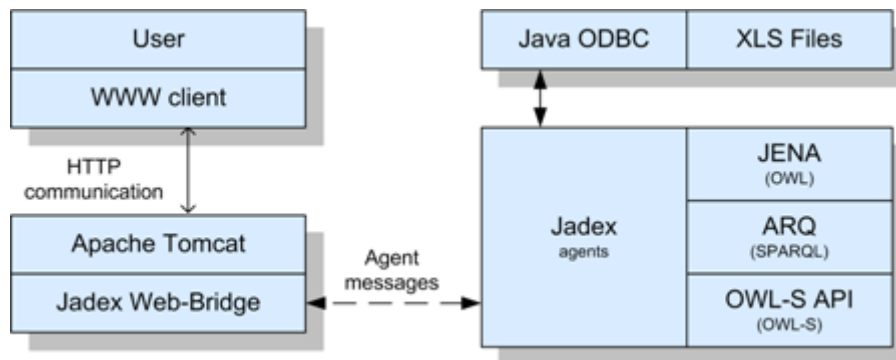 User
WWW client
HTTP
communication
Apache Tomcat
Jadex Web-Bridge
Agent
messages
Java ODBC
XLS Files
Jadex
agents
JENA
(OWL)
ARQ
(SPARQL)
OWL-S API
(OWL-S)